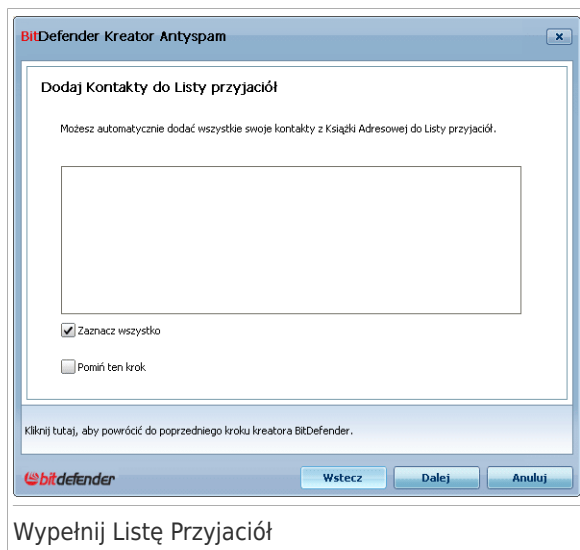 BitDefender Kreator Antyspam
Dodaj Kontakty do Listy przyjaciół
Możesz automatycznie dodać wszystkie swoje kontakty z Książki Adresowej do Listy przyjaciół.
Zaznacz wszystko
Pomiń ten krok
Kliknij tutaj, aby powrócić do poprzedniego kroku kreatora BitDefender.
bitdefender
Wstecz Dalej Anuluj
Wypełnij Listę Przyjaciół